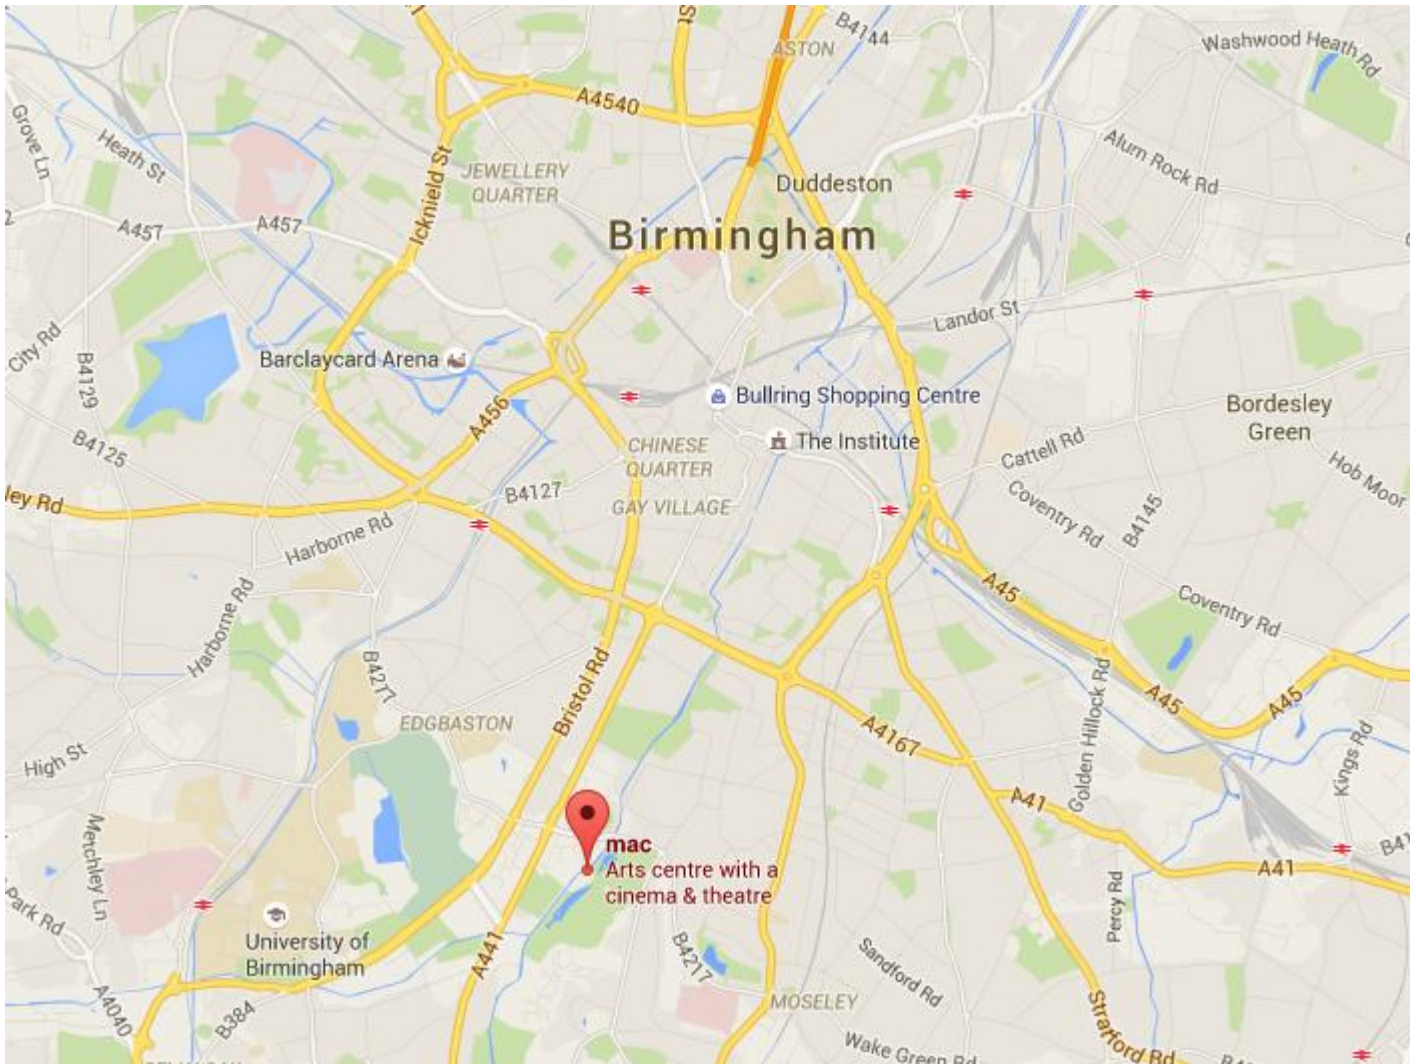 B4144
ASTON
Washwood Heath Rd
St
A4540
Grove Ln
Heath St
Alum Rock Rd
JEWELLERY
QUARTER
Icknield St
Duddeston
A457
A457
Birmingham
Landor St
City Rd
B4129
Barclaycard Arena
Bullring Shopping Centre
A456
The Institute
Bordesley
Green
B4125
CHINESE
QUARTER
Cattell Rd
Hob Moor
ley Rd
B4127
GAY VILLAGE
Coventry Rd
B4145
Harborne Rd
A45
Coventry Rd
Harborne Rd
B4217
Bristol Rd
Golden Hillock Rd
A45
A45
EDGBASTON
A4167
High St
Kings Rd
A41
mac
Arts centre with a
cinema & theatre
Metchley Ln
A41
B41
Park Rd
Percy Rd
University of
Birmingham
A441
B4217
Sandford Rd
A4040
B384
MOSELEY
Stratford Rd
Wake Green Rd